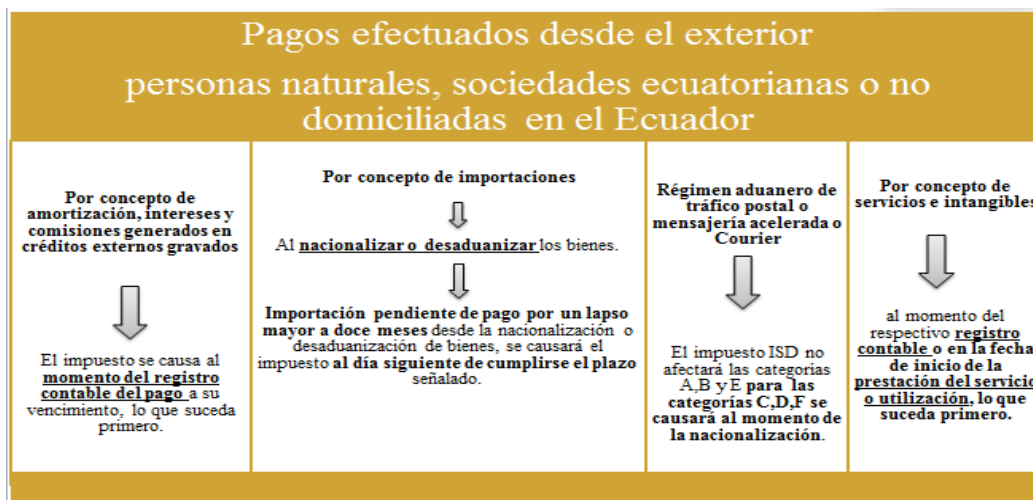 Pagos efectuados desde el exterior
personas naturales, sociedades ecuatorianas o no
domiciliadas en el Ecuador
Por concepto de
amortización, intereses y
comisiones generados en
créditos externos gravados
El impuesto se causa al
momento del registro
contable del pago a su
vencimiento, lo que suceda
primero.
Por concepto de importaciones
Al nacionalizar o desaduanizar los bienes.
Importación pendiente de pago por un lapso
mayor a doce meses desde la nacionalización o
desaduanización de bienes, se causará el
impuesto al día siguiente de cumplirse el plazo
señalado.
Régimen aduanero de
tráfico postal o
mensajería acelerada o
Courier
El impuesto ISD no
afectará las categorías
A,B y E para las
categorías C,D,F se
causará al momento de
la nacionalización.
Por concepto de
servicios e intangibles
al momento del
respectivo registro
contable o en la fecha
de inicio de la
prestación del servicio
o utilización, lo que
suceda primero.